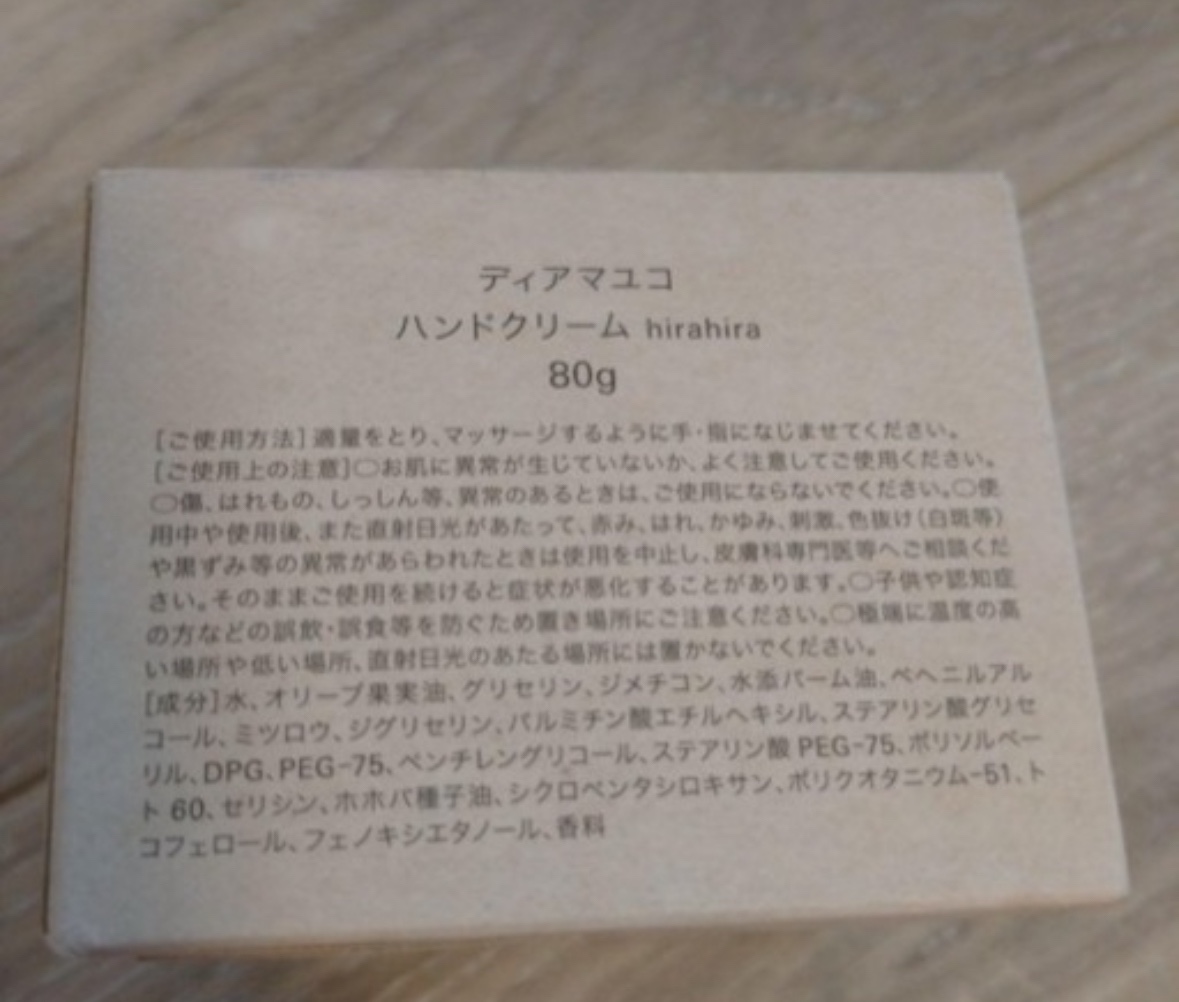 ディアマユコ
ハンドクリーム hirahira
80g
[ご使用方法]適量をとり、マッサージするように手・指になじませてください。
[ご使用上の注意]○お肌に異常が生じていないか、よく注意してご使用ください。
○傷、はれもの、しっしん等、異常のあるときは、ご使用にならないでください。○使
用中や使用後、また直射日光があたって、赤み、はれ、かゆみ、刺激、色抜け(白斑等)
や黒ずみ等の異常があらわれたときは使用を中止し、皮膚科専門医等へご相談くだ
さい。そのままご使用を続けると症状が悪化することがあります。○子供や認知症
の方などの誤飲・誤食等を防ぐため置き場所にご注意ください。○極端に温度の高
い場所や低い場所、直射日光のあたる場所には置かないでください。
[成分]水、オリーブ果実油、グリセリン、ジメチコン、水添パーム油、ベヘニルアル
コール、ミツロウ、ジグリセリン、パルミチン酸エチルヘキシル、ステアリン酸グリセ
リル、DPG、PEG-75、ペンチレングリコール、ステアリン酸 PEG-75、ポリソルベー
ト 60、セリシン、ホホバ種子油、シクロペンタシロキサン、ポリクオタニウム-51、ト
コフェロール、フェノキシエタノール、香料